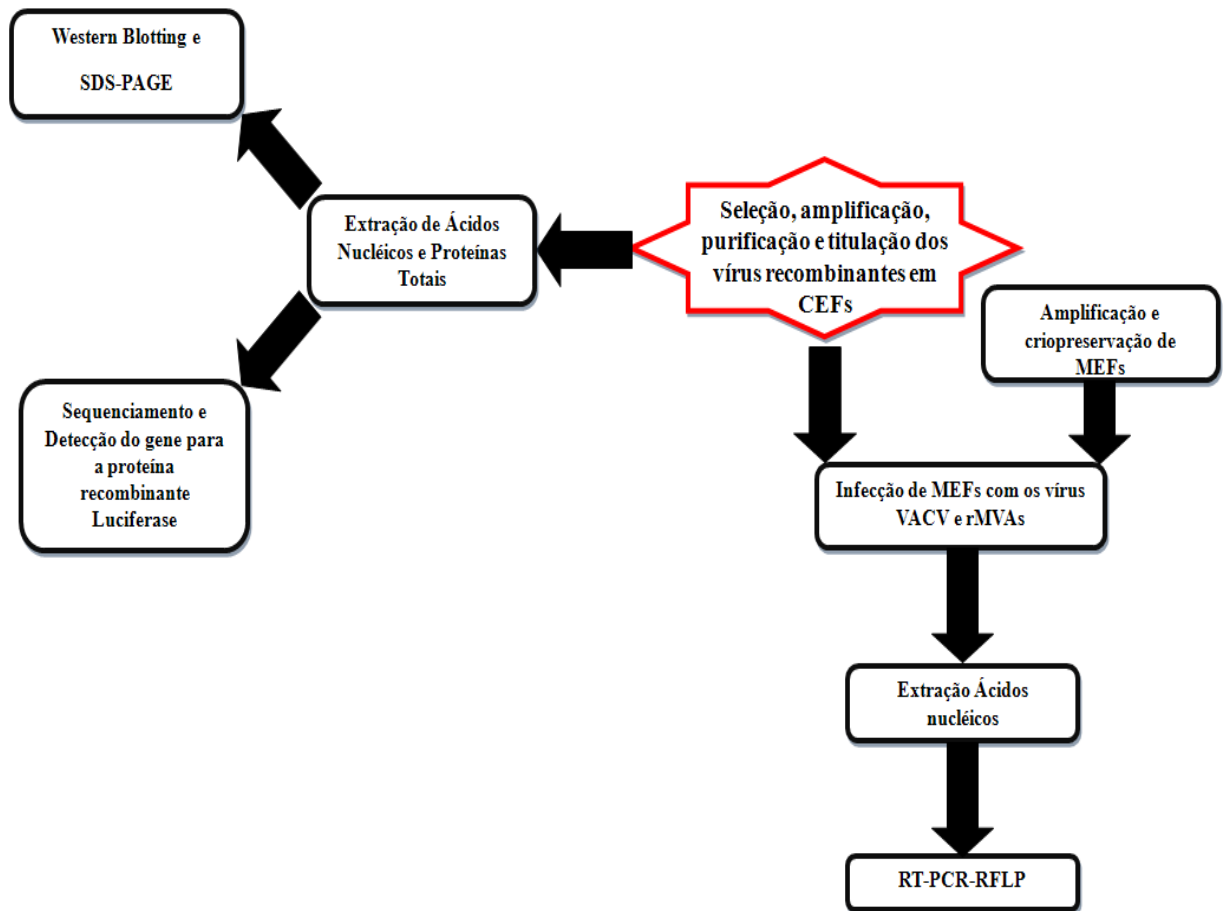 Western Blotting e
SDS-PAGE
Extração de Ácidos
Nucléicos e Proteínas
Totais
Seleção, amplificação,
purificação e titulação dos
vírus recombinantes em
CEFs
Amplificação e
criopreservação de
MEFs
Sequenciamento e
Detecção do gene para
a proteína
recombinante
Luciferase
Infecção de MEFs com os vírus
VACV e rMVAs
Extração Ácidos
nucléicos
RT-PCR-RFLP